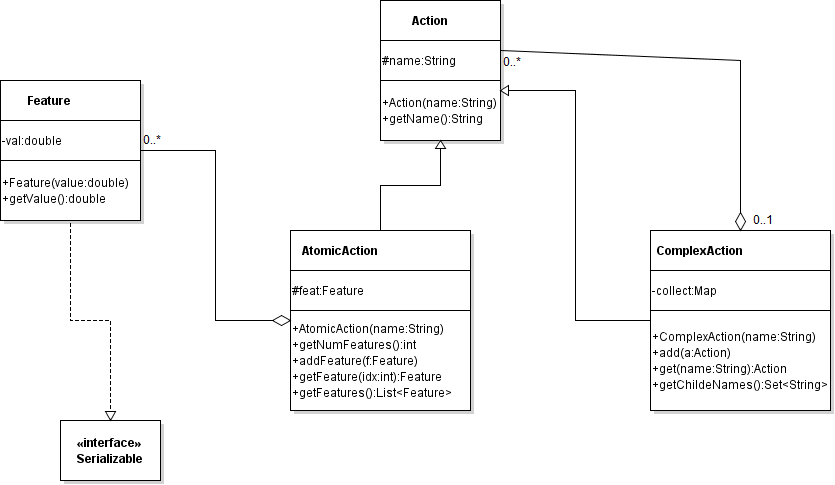 Action
#name:String
+Action(name:String)
+getName():String
0..*
Feature
-val:double
+Feature(value:double)
+getValue():double
0..*
0..1
AtomicAction
#feat:Feature
+AtomicAction(name:String)
+getNumFeatures():int
+addFeature(f:Feature)
+getFeature(idx:int):Feature
+getFeatures():List<Feature>
ComplexAction
-collect:Map
+ComplexAction(name:String)
+add(a:Action)
+get(name:String):Action
+getChildeNames():Set<String>
«interface»
Serializable